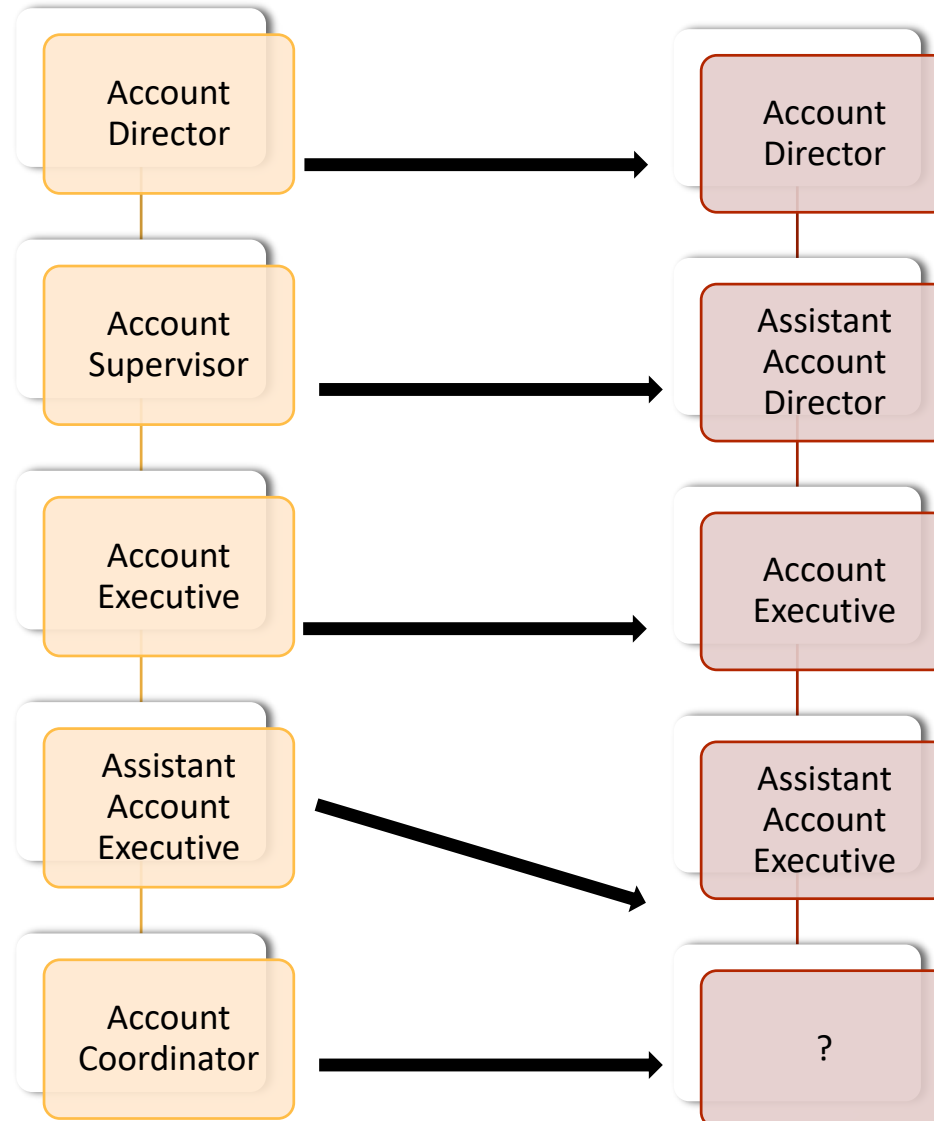 Account
Director
Account
Supervisor
Account
Executive
Assistant
Account
Executive
Account
Coordinator
Account
Director
Assistant
Account
Director
Account
Executive
Assistant
Account
Executive
?